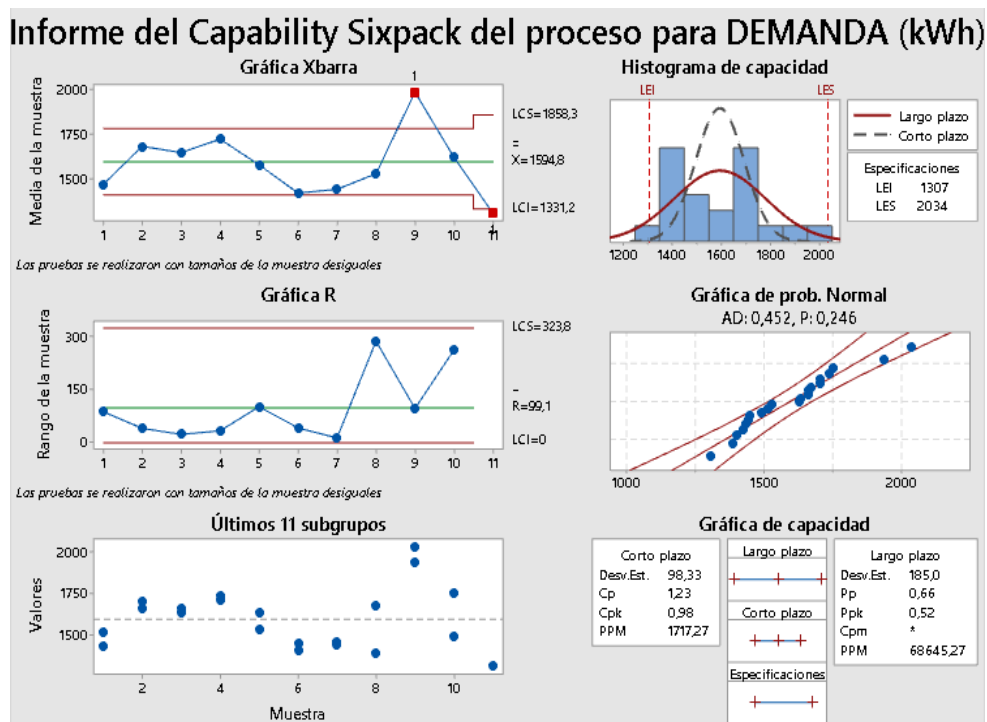 Informe del Capability Sixpack del proceso para DEMANDA (kWh)
Gráfica Xbarra
Media de la muestra
2000
1750
1500
1
1
LCS=1858,3
=
X=1594,8
LCI=1331,2
1 2 3 4 5 6 7 8 9 10 11
Las pruebas se realizaron con tamaños de la muestra desiguales
Histograma de capacidad
LEI LES
1200 1400 1600 1800 2000
Largo plazo
Corto plazo
Especificaciones
LEI 1307
LES 2034
Gráfica R
Rango de la muestra
300
150
0
LCS=323,8
_
R=99,1
LCI=0
1 2 3 4 5 6 7 8 9 10 11
Las pruebas se realizaron con tamaños de la muestra desiguales
Gráfica de prob. Normal
AD: 0,452, P: 0,246
1000 1500 2000
Últimos 11 subgrupos
Valores
2000
1750
1500
2 4 6 8 10
Muestra
Gráfica de capacidad
Corto plazo
Desv.Est. 98,33
Cp 1,23
Cpk 0,98
PPM 1717,27
Largo plazo
Corto plazo
Especificaciones
Largo plazo
Desv.Est. 185,0
Pp 0,66
Ppk 0,52
Cpm *
PPM 68645,27